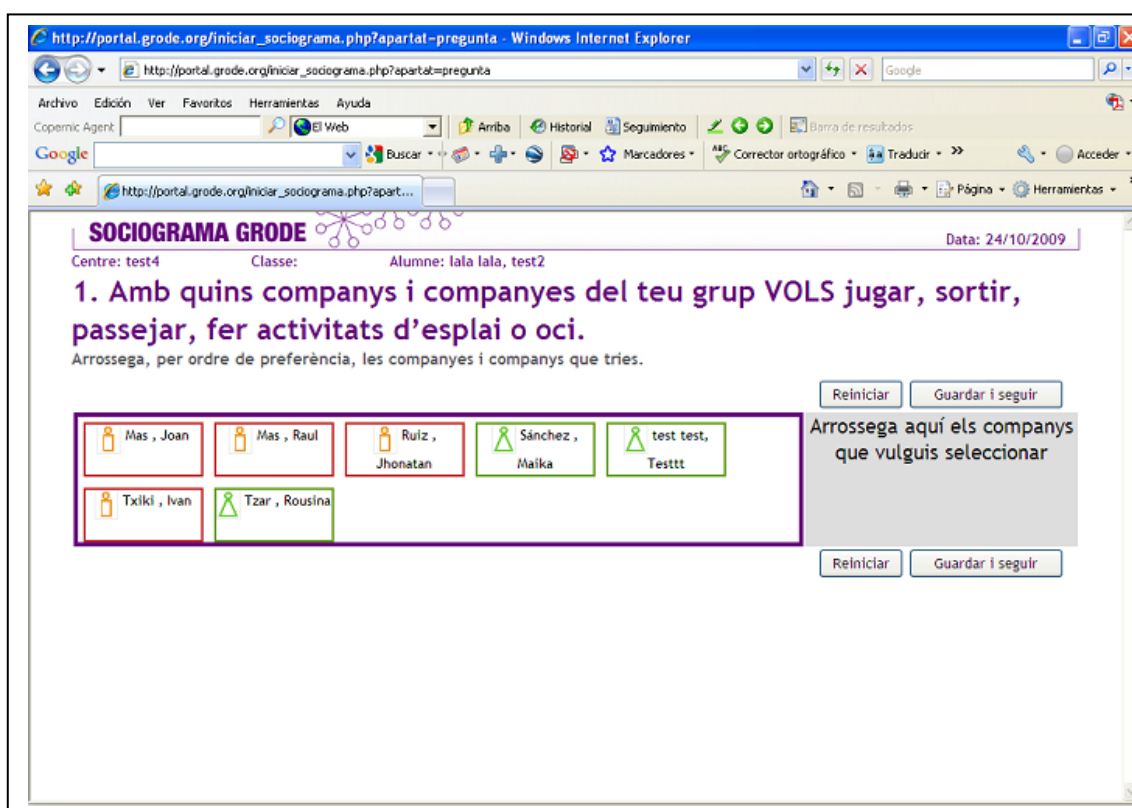 http://portal.grode.org/iniciar_sociograma.php?apartat-pregunta - Windows Internet Explorer
http://portal.grode.org/iniciar_sociograma.php?apartat=pregunta
Google
Archivo Edición Ver Favoritos Herramientas Ayuda
Copernic Agent El Web Arriba Historial Seguimiento Barra de resultados
Google Buscar Marcadores ABC Corrector ortográfico Traducir Acceder
http://portal.grode.org/iniciar_sociograma.php?apart... Página Herramientas
SOCIOGRAMA GRODE
Data: 24/10/2009
Centre: test4 Classe: Alumne: lala lala, test2
1. Amb quins companys i companyes del teu grup VOLS jugar, sortir,
passejar, fer activitats d'esplai o oci.
Arrossega, per ordre de preferència, les companyes i companys que tries.
Reiniciar Guardar i seguir
Mas , Joan
Mas , Raul
Ruiz ,
Jhonatan
Sánchez ,
Maika
test test,
Testtt
Txiki , Ivan
Tzar , Rousina
Arrossega aquí els companys
que vulguis seleccionar
Reiniciar Guardar i seguir